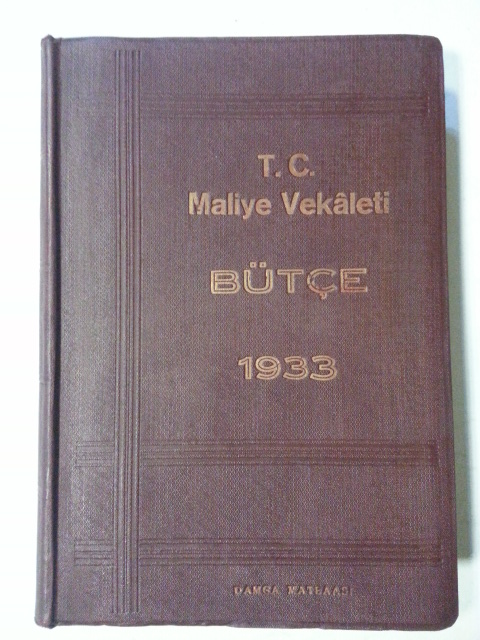 T. C.
Maliye Vekâleti
BÜTÇE
1933
DAMGA MATBAASI